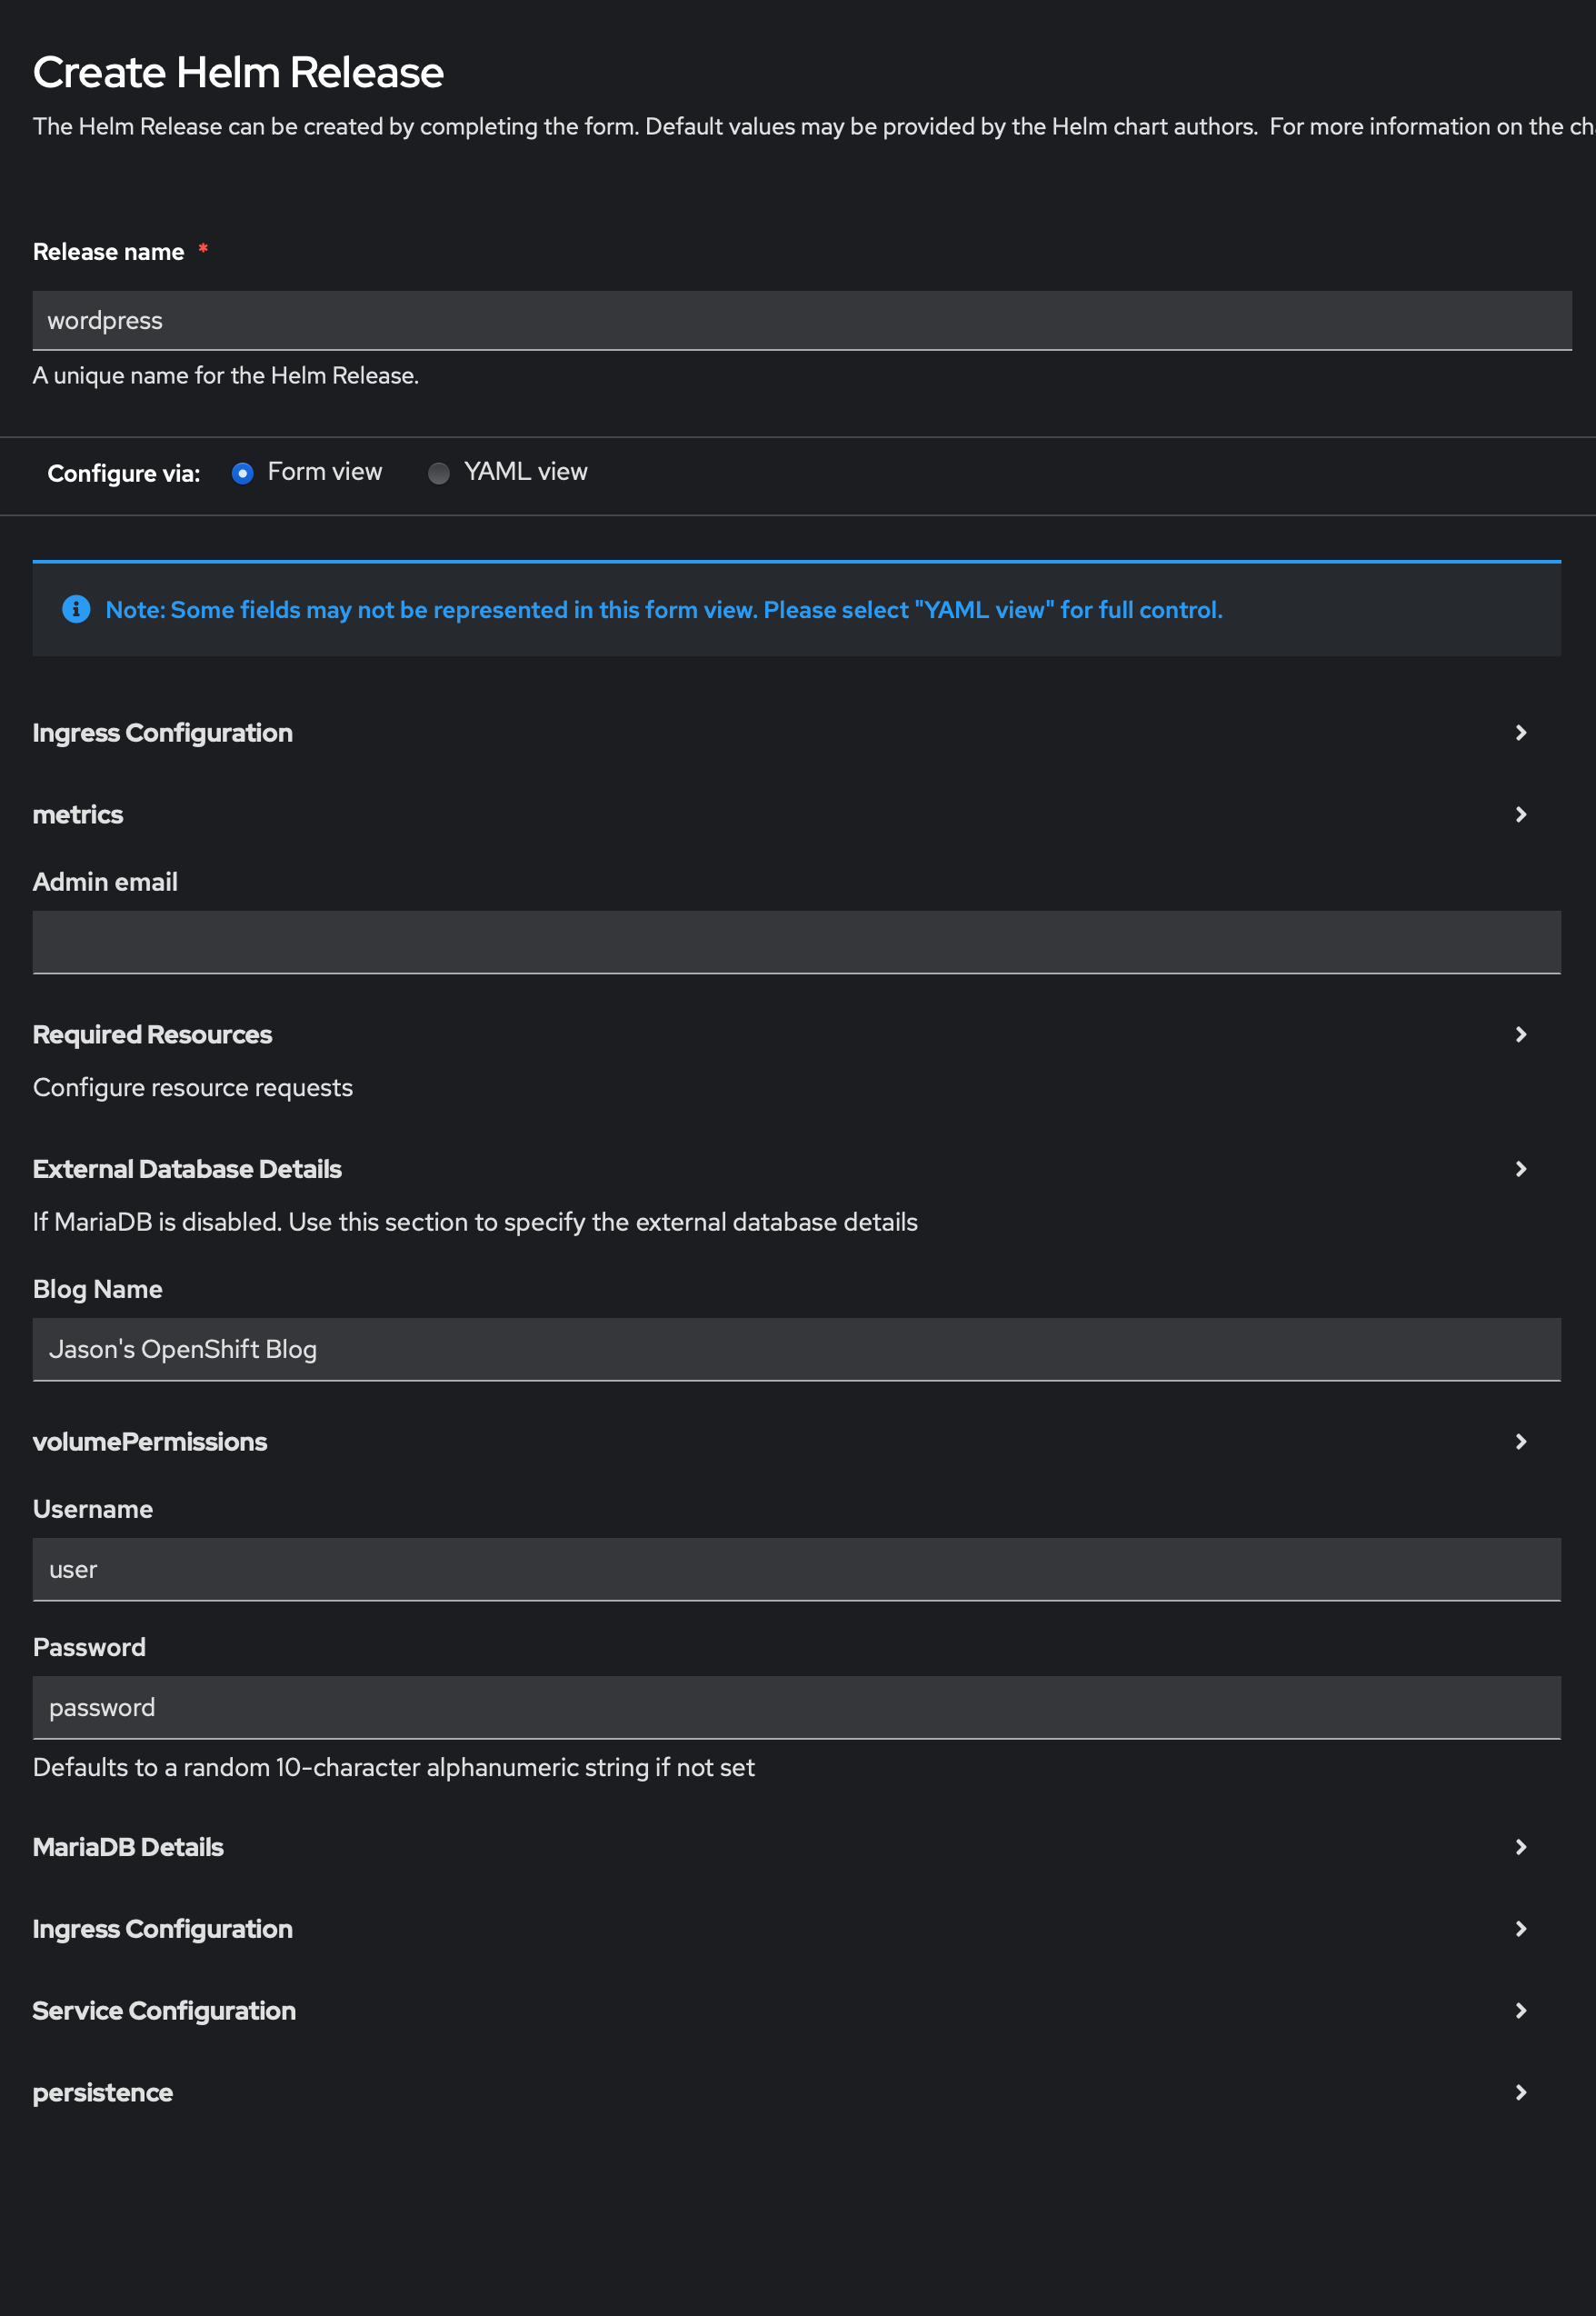 Create Helm Release
The Helm Release can be created by completing the form. Default values may be provided by the Helm chart authors. For more information on the
Release name *
wordpress
A unique name for the Helm Release.
Configure via: Form view YAML view
Note: Some fields may not be represented in this form view. Please select "YAML view" for full control.
Ingress Configuration
metrics
Admin email
Required Resources
Configure resource requests
External Database Details
If MariaDB is disabled. Use this section to specify the external database details
Blog Name
Jason's OpenShift Blog
volumePermissions
Username
user
Password
password
Defaults to a random 10-character alphanumeric string if not set
MariaDB Details
Ingress Configuration
Service Configuration
persistence